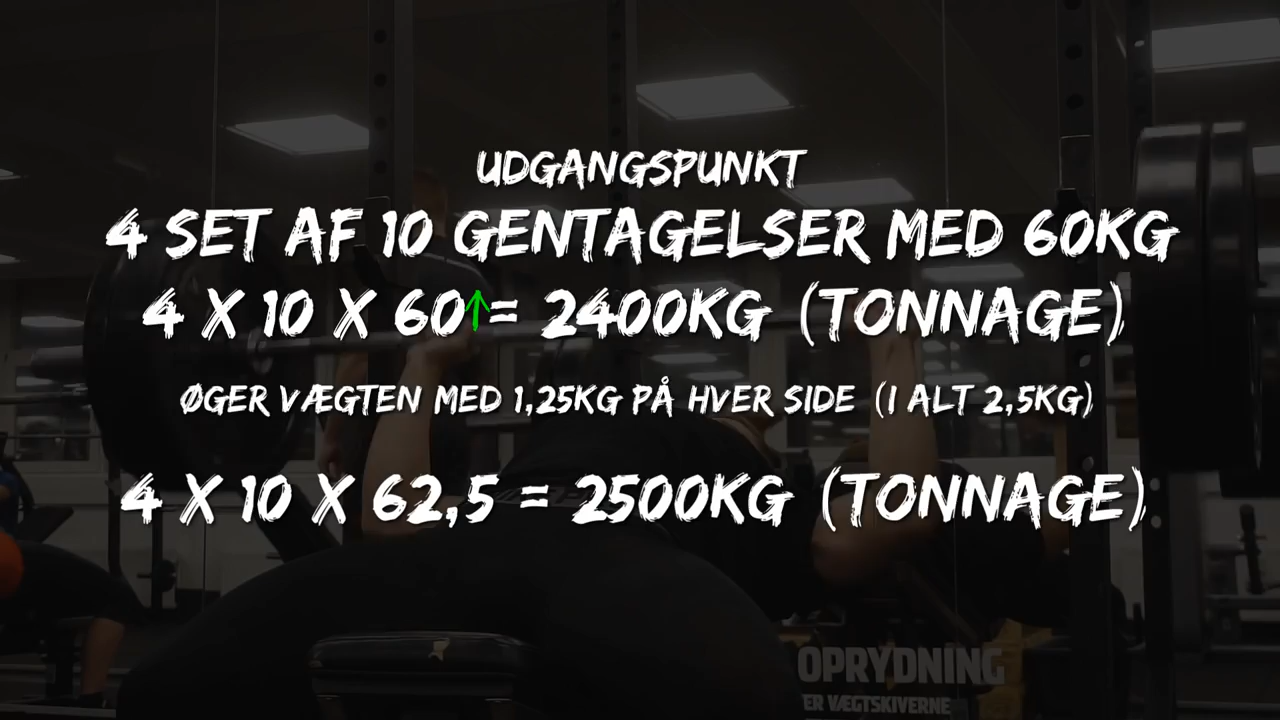 UDGANGSPUNKT
4 SET AF 10 GENTAGELSER MED 60KG
4 X 10 X 60↑= 2400KG (TONNAGE)
ØGER VÆGTEN MED 1,25KG PÅ HVER SIDE (I ALT 2,5KG)
4 X 10 X 62,5 = 2500KG (TONNAGE)
OPRYDNING
ER VÆGTSKIVERNE